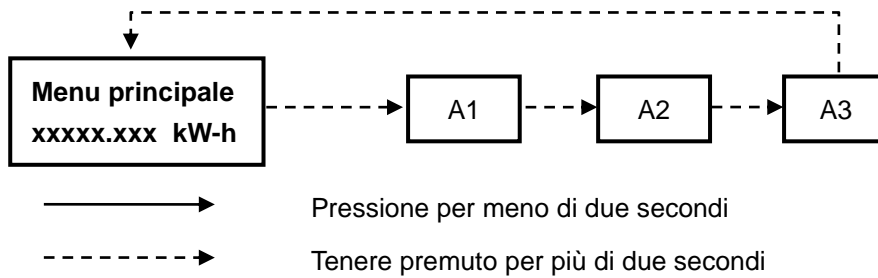 Menu principale
xxxxx.xxx kW-h
A1
A2
A3
Pressione per meno di due secondi
Tenere premuto per più di due secondi